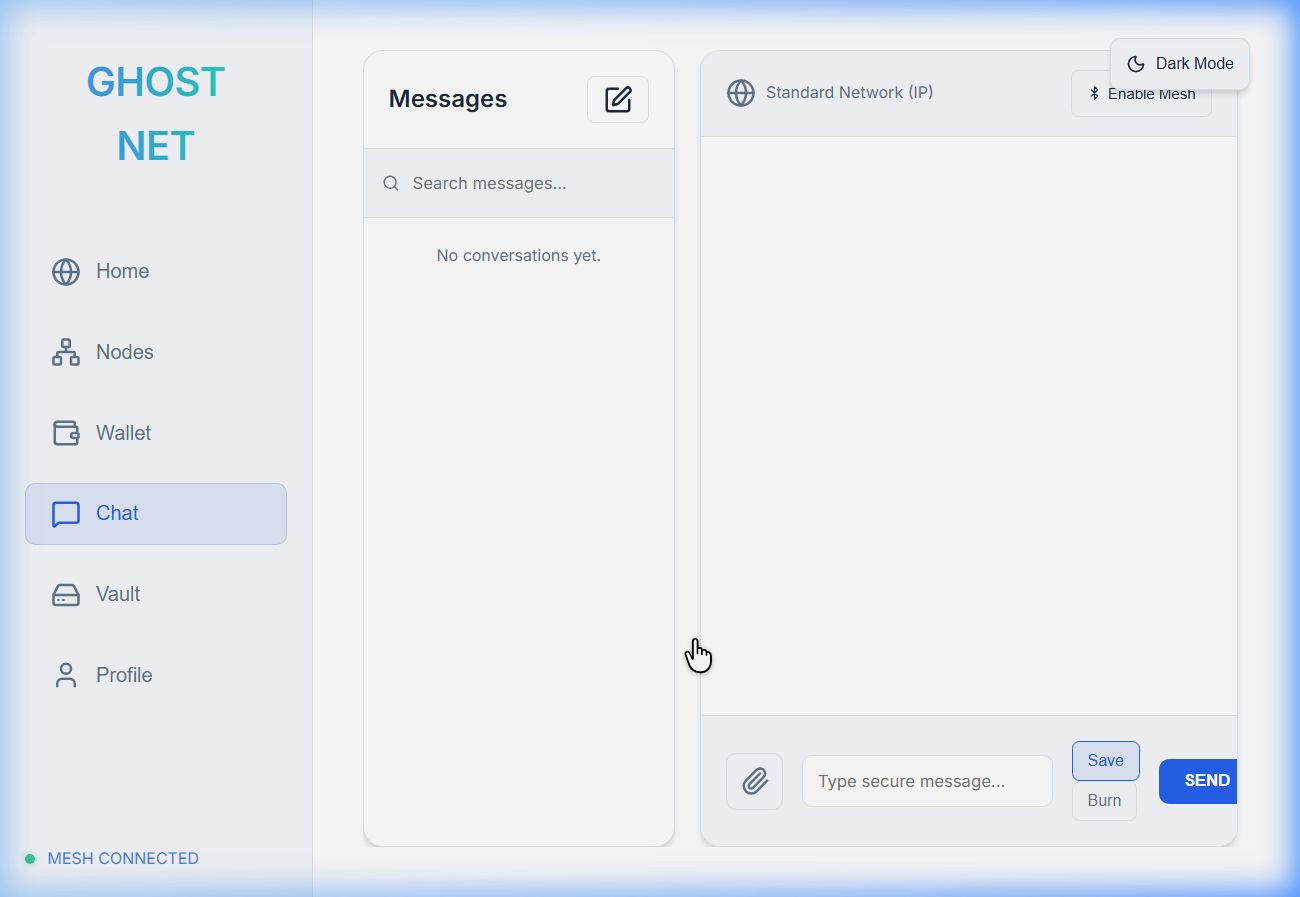 GHOST
NET
Home
Nodes
Wallet
Chat
Vault
Profile
MESH CONNECTED
Messages
Search messages...
No conversations yet.
Standard Network (IP)
Dark Mode
Enable Mesh
Type secure message...
Save
Burn
SEND